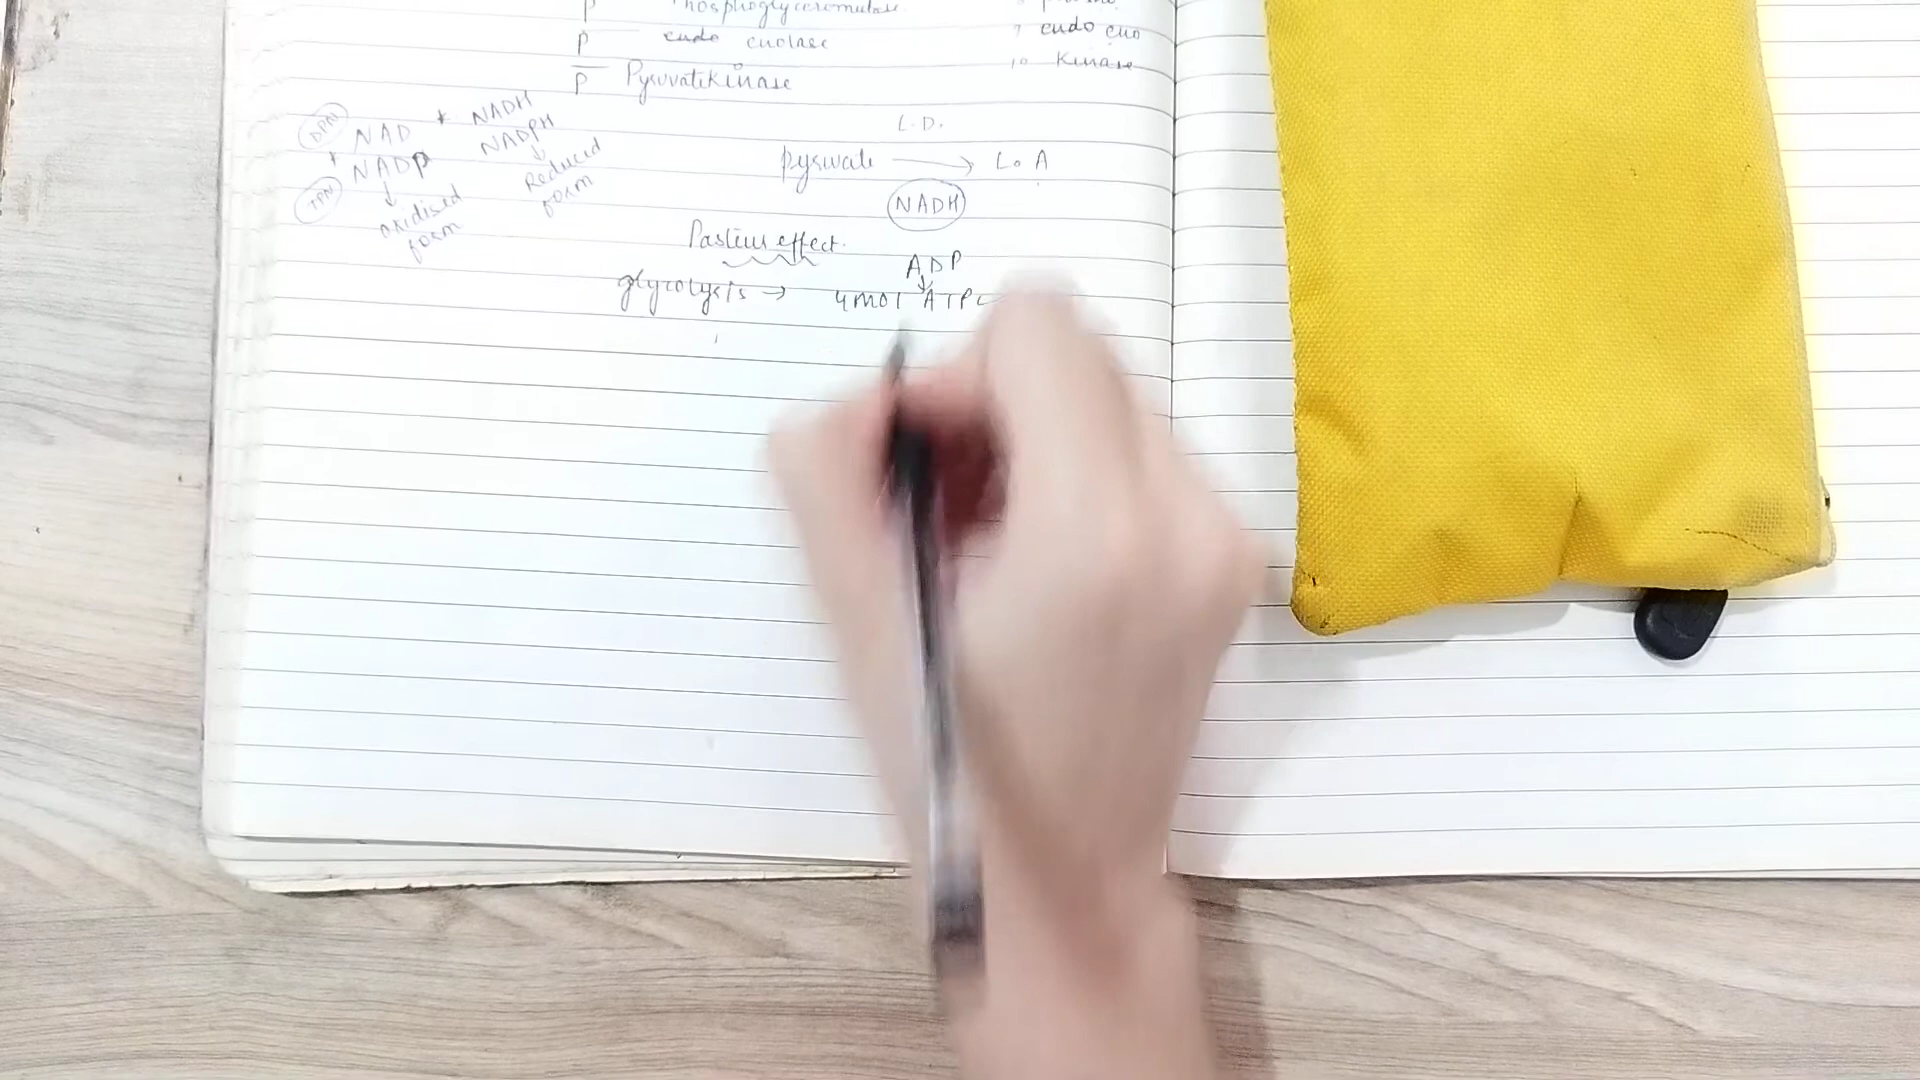 Phosphoglyceromutase
P endo enolase
7 endo eno
P Pyruvatekinase
10 Kinase
DPN NAD + NADH
+ NADP NADPH
TPN ↓ ↓
oxidised form
Reduced form
L.D.
pyruvate → L.A
NADH
Pasteur effect.
ADP
↓
glycolysis → 4mol ATP